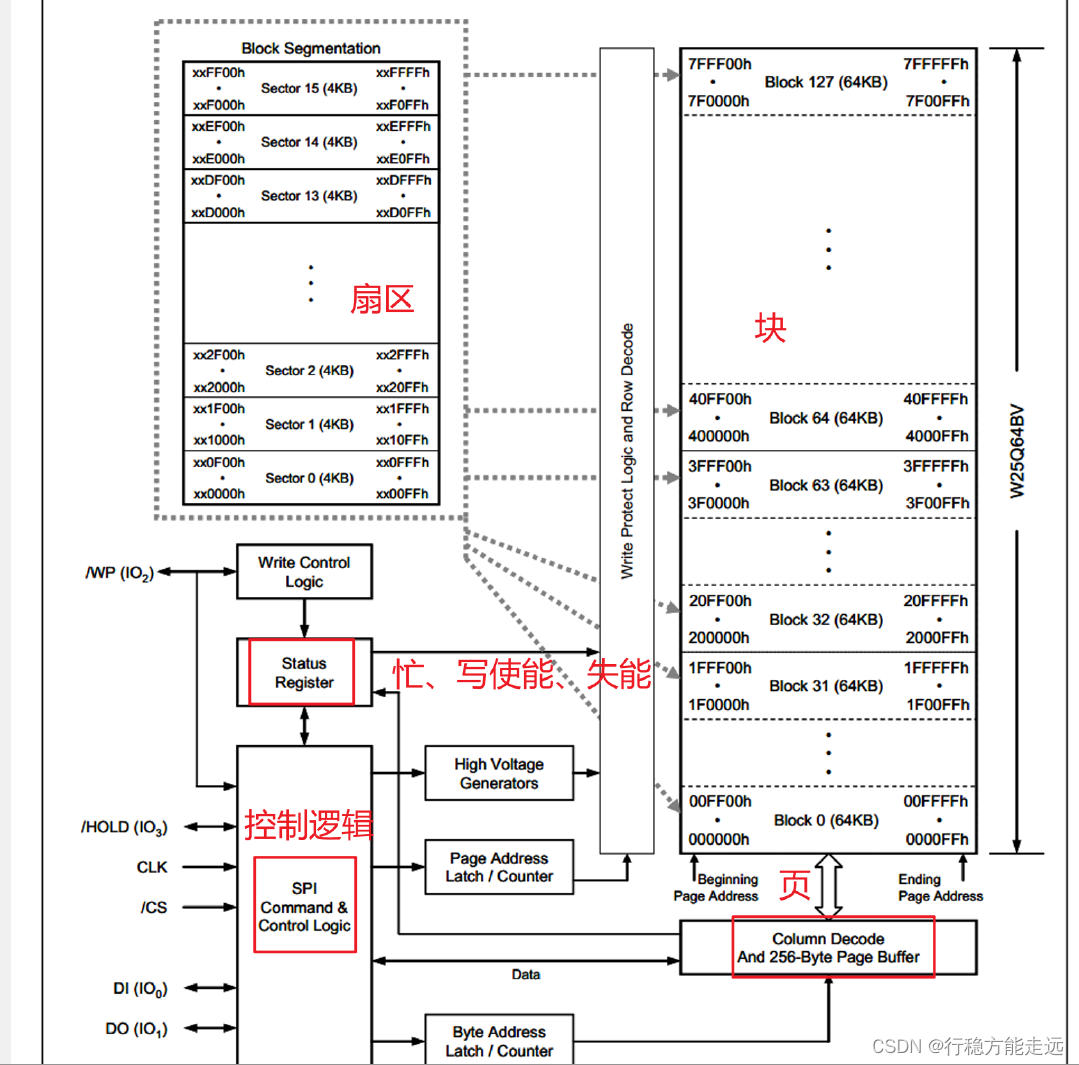 Block Segmentation
xxFF00h xxFFFFh
• Sector 15 (4KB) •
xxF000h xxF0FFh
xxEF00h xxEFFFh
• Sector 14 (4KB) •
xxE000h xxE0FFh
xxDF00h xxDFFFh
• Sector 13 (4KB) •
xxD000h xxD0FFh
扇区
xx2F00h xx2FFFh
• Sector 2 (4KB) •
xx2000h xx20FFh
xx1F00h xx1FFFh
• Sector 1 (4KB) •
xx1000h xx10FFh
xx0F00h xx0FFFh
• Sector 0 (4KB) •
xx0000h xx00FFh
Write Protect Logic and Row Decode
7FFF00h 7FFFFFh
• Block 127 (64KB) •
7F0000h 7F00FFh
块
40FF00h 40FFFFh
• Block 64 (64KB) •
400000h 4000FFh
3FFF00h 3FFFFFh
• Block 63 (64KB) •
3F0000h 3F00FFh
20FF00h 20FFFFh
• Block 32 (64KB) •
200000h 2000FFh
1FFF00h 1FFFFFh
• Block 31 (64KB) •
1F0000h 1F00FFh
00FF00h 00FFFFh
• Block 0 (64KB) •
000000h 0000FFh
W25Q64BV
/WP (IO2)
Write Control
Logic
Status
Register
忙、写使能、失能
High Voltage
Generators
/HOLD (IO3)
控制逻辑
CLK
/CS
SPI
Command &
Control Logic
Page Address
Latch / Counter
Beginning
Page Address
页
Ending
Page Address
Column Decode
And 256-Byte Page Buffer
Data
DI (IO0)
DO (IO1)
Byte Address
Latch / Counter
CSDN @行稳方能走远